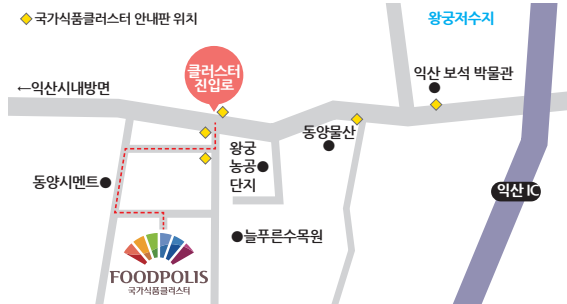 국가식품클러스터 안내판 위치
왕궁저수지
클러스터
진입로
익산 보석 박물관
←익산시내방면
동양물산
왕궁
농공
단지
동양시멘트
익산 IC
늘푸른수목원
FOODPOLIS
국가식품클러스터